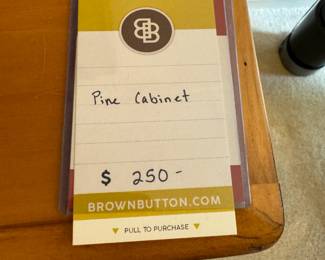 BB
Pine Cabinet
$ 250-
BROWNBUTTON.COM
▼ PULL TO PURCHASE ▼